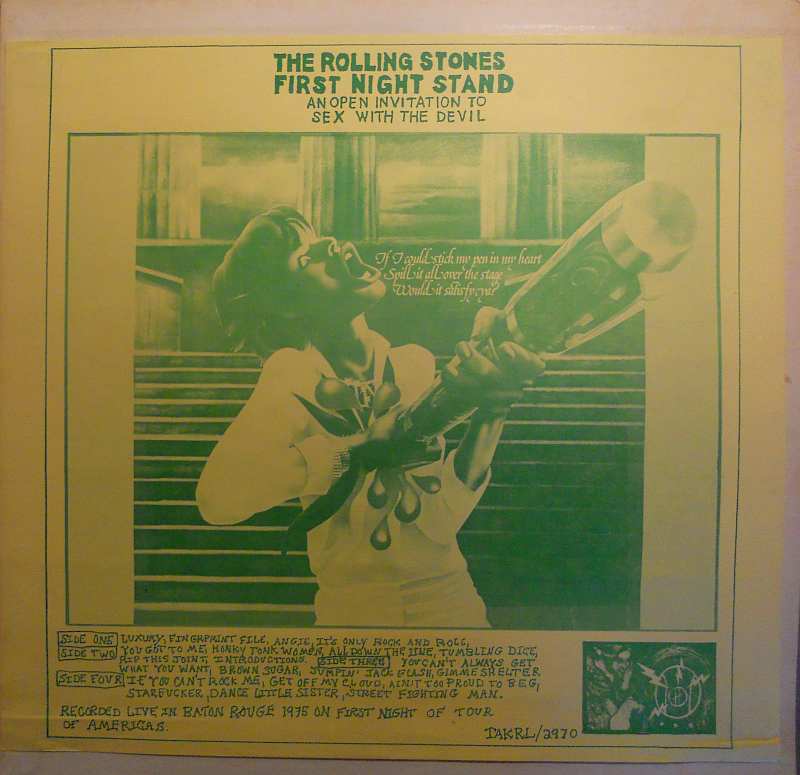 THE ROLLING STONES
FIRST NIGHT STAND
AN OPEN INVITATION TO
SEX WITH THE DEVIL
If I could stick my pen in my heart
Spill it all over the stage
Would it satisfy ya?
SIDE ONE LUXURY, FINGRPRINT FILE, ANGIE, IT'S ONLY ROCK AND ROLL,
SIDE TWO YOU GOT TO ME, HONKY TONK WOMEN, ALL DOWN THE LINE, TUMBLING DICE,
RIP THIS JOINT, INTRODUCTIONS. SIDE THREE YOU CAN'T ALWAYS GET
WHAT YOU WANT, BROWN SUGAR, JUMPIN' JACK FLASH, GIMME SHELTER
SIDE FOUR IF YOU CAN'T ROCK ME, GET OFF MY CLOUD, AIN'T TOO PROUD TO BEG,
STARFUCKER, DANCE LITTLE SISTER, STREET FIGHTING MAN.
RECORDED LIVE IN BATON ROUGE 1975 ON FIRST NIGHT OF TOUR
OF AMERICAS.
TAKRL/2970